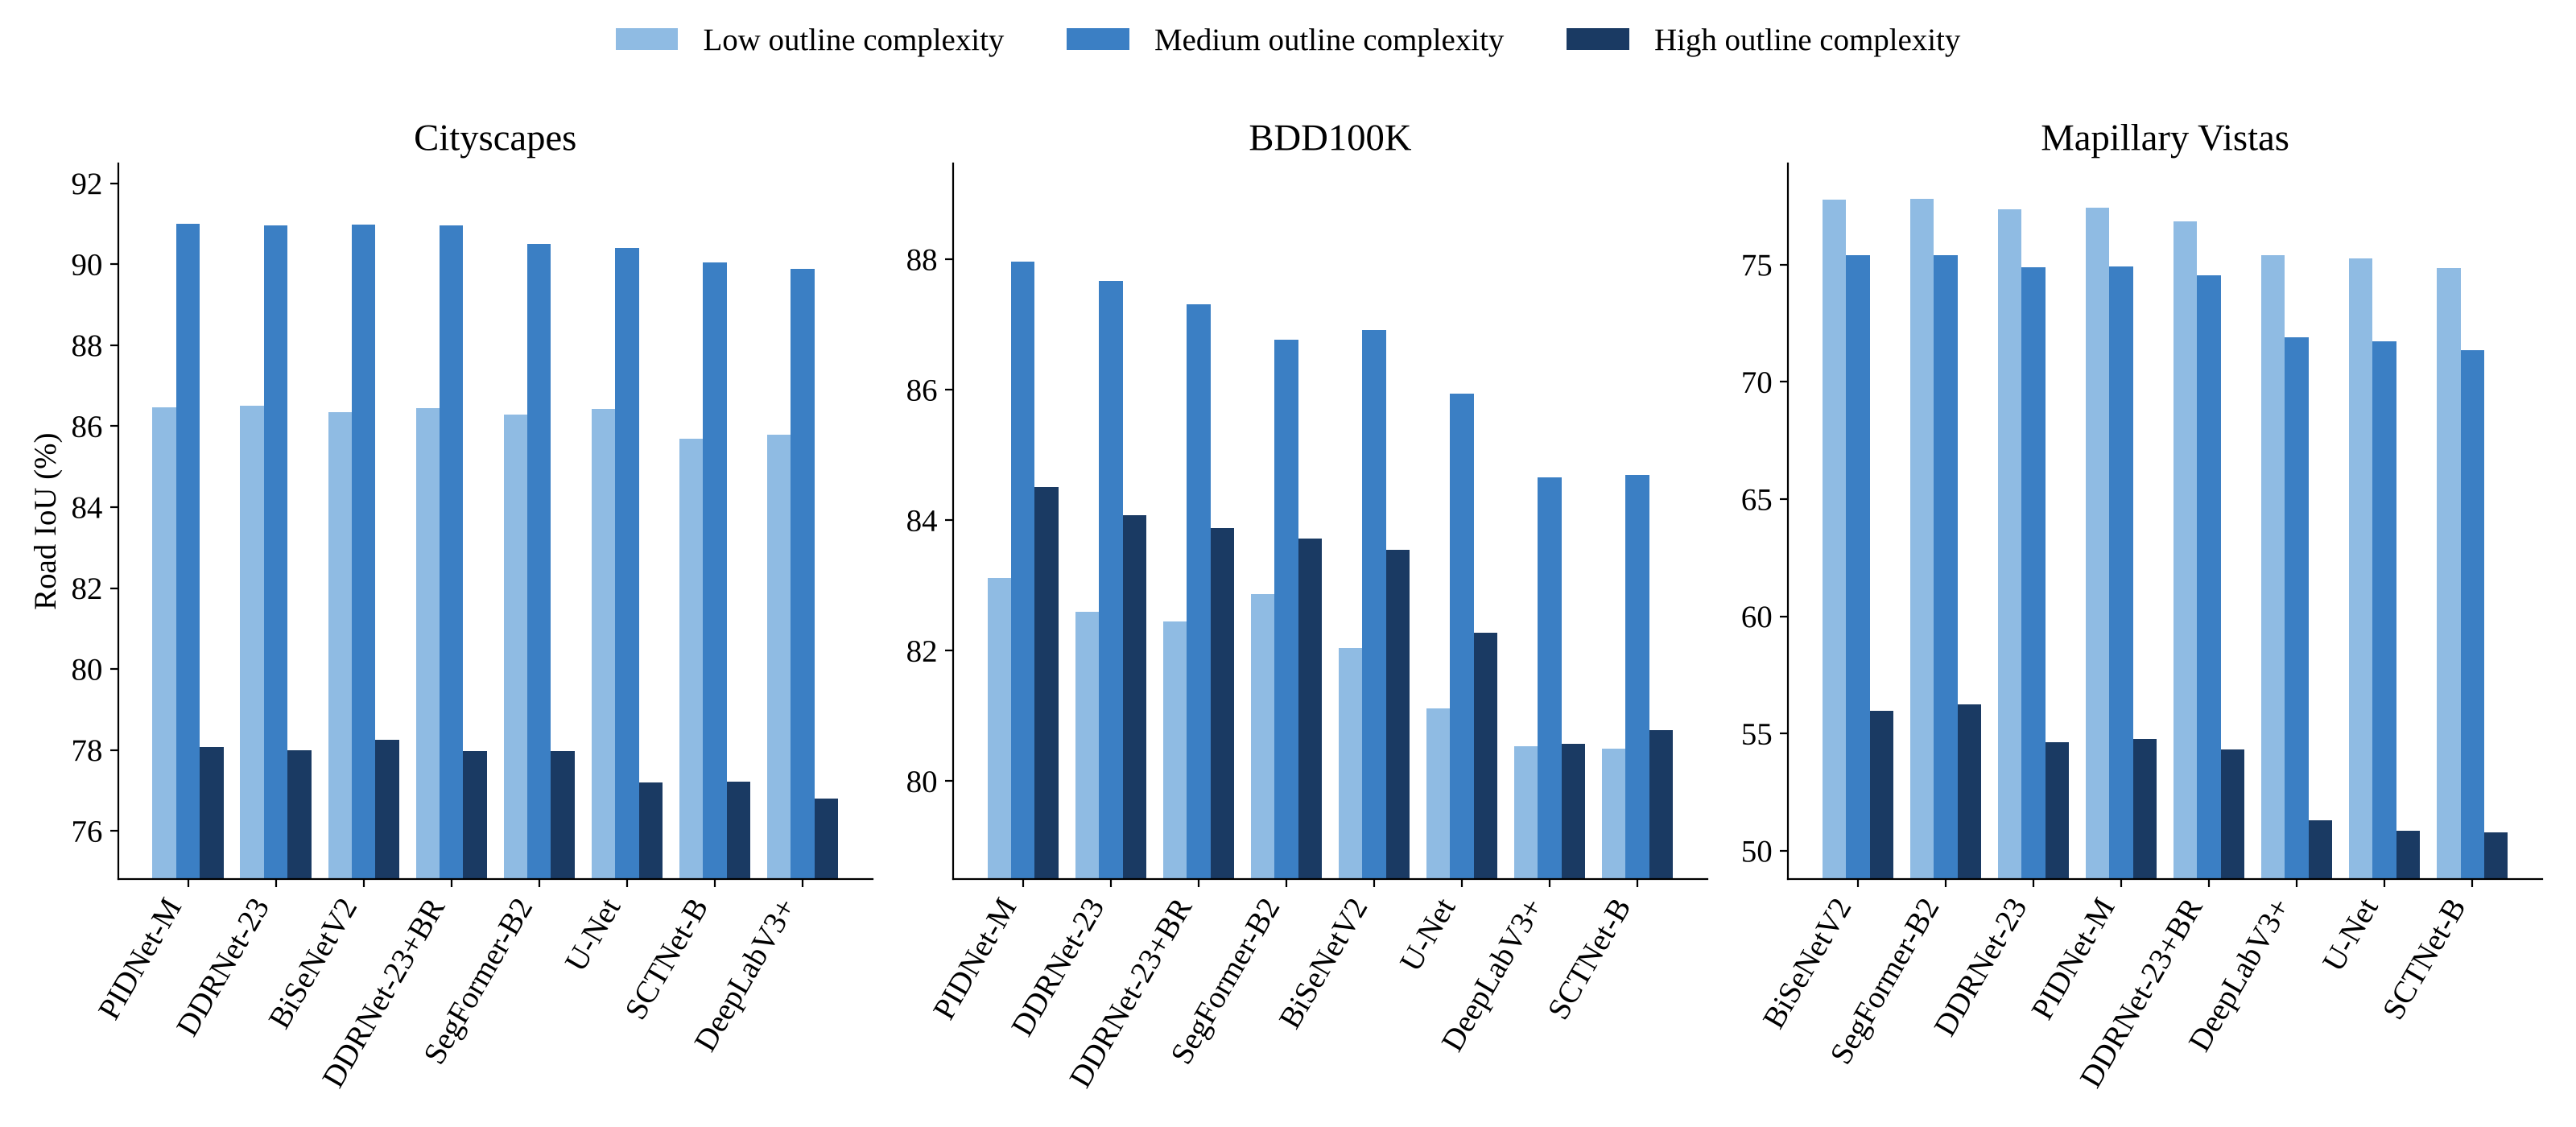 Low outline complexity
Medium outline complexity
High outline complexity
Cityscapes
BDD100K
Mapillary Vistas
Road IoU (%)
92
90
88
86
84
82
80
78
76
88
86
84
82
80
75
70
65
60
55
50
PIDNet-M
DDRNet-23
BiSeNetV2
DDRNet-23+BR
SegFormer-B2
U-Net
SCTNet-B
DeepLabV3+
PIDNet-M
DDRNet-23
DDRNet-23+BR
SegFormer-B2
BiSeNetV2
U-Net
DeepLabV3+
SCTNet-B
BiSeNetV2
SegFormer-B2
DDRNet-23
PIDNet-M
DDRNet-23+BR
DeepLabV3+
U-Net
SCTNet-B